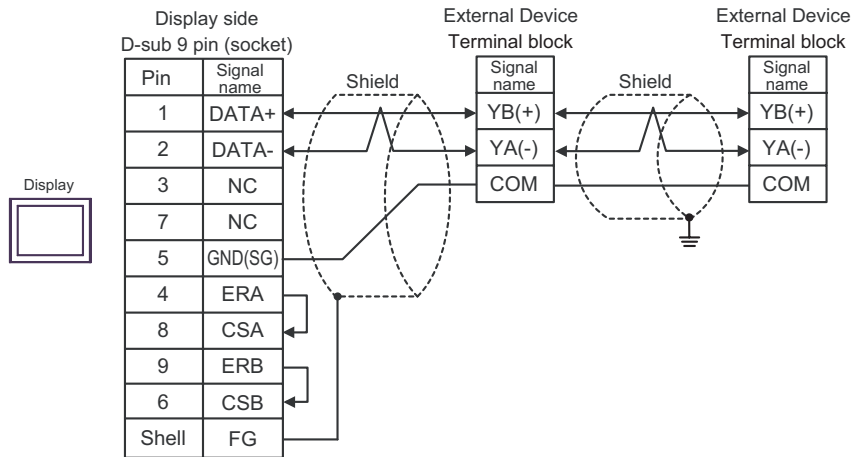 Display side
D-sub 9 pin (socket)
External Device
Terminal block
External Device
Terminal block
Pin
Signal
name
Shield
Signal
name
Shield
Signal
name
1
DATA+
YB(+)
YB(+)
2
DATA-
YA(-)
YA(-)
3
NC
COM
COM
Display
7
NC
5
GND(SG)
4
ERA
8
CSA
9
ERB
6
CSB
Shell
FG